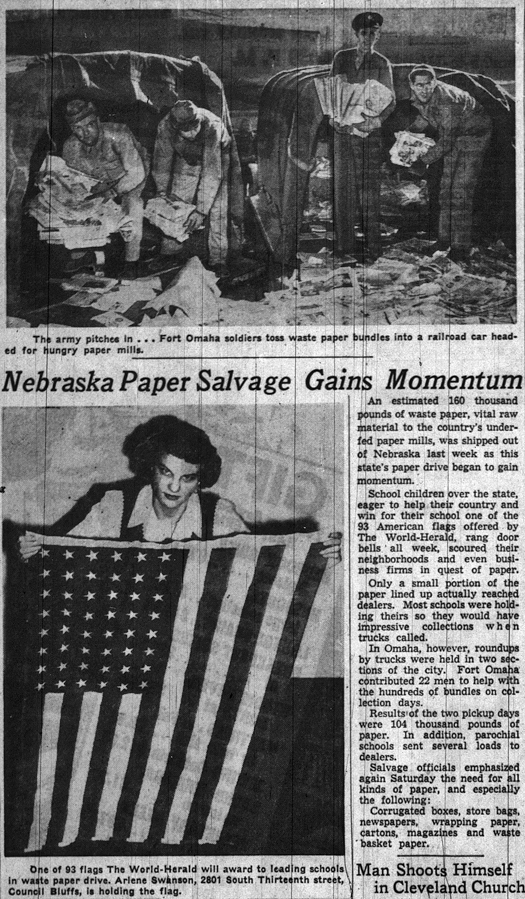 The army pitches in . . . Fort Omaha soldiers toss waste paper bundles into a railroad car head-
ed for hungry paper mills.
Nebraska Paper Salvage Gains Momentum
An estimated 160 thousand
pounds of waste paper, vital raw
material to the country's under-
fed paper mills, was shipped out
of Nebraska last week as this
state's paper drive began to gain
momentum.
School children over the state,
eager to help their country and
win for their school one of the
93 American flags offered by
The World-Herald, rang door
bells all week, scoured their
neighborhoods and even busi-
ness firms in quest of paper.
Only a small portion of the
paper lined up actually reached
dealers. Most schools were hold-
ing theirs so they would have
impressive collections when
trucks called.
In Omaha, however, roundups
by trucks were held in two sec-
tions of the city. Fort Omaha
contributed 22 men to help with
the hundreds of bundles on col-
lection days.
Results of the two pickup days
were 104 thousand pounds of
paper. In addition, parochial
schools sent several loads to
dealers.
Salvage officials emphasized
again Saturday the need for all
kinds of paper, and especially
the following:
Corrugated boxes, store bags,
newspapers, wrapping paper,
cartons, magazines and waste
basket paper.
One of 93 flags The World-Herald will award to leading schools
in waste paper drive. Arlene Swanson, 2801 South Thirteenth street,
Council Bluffs, is holding the flag.
Man Shoots Himself
in Cleveland Church